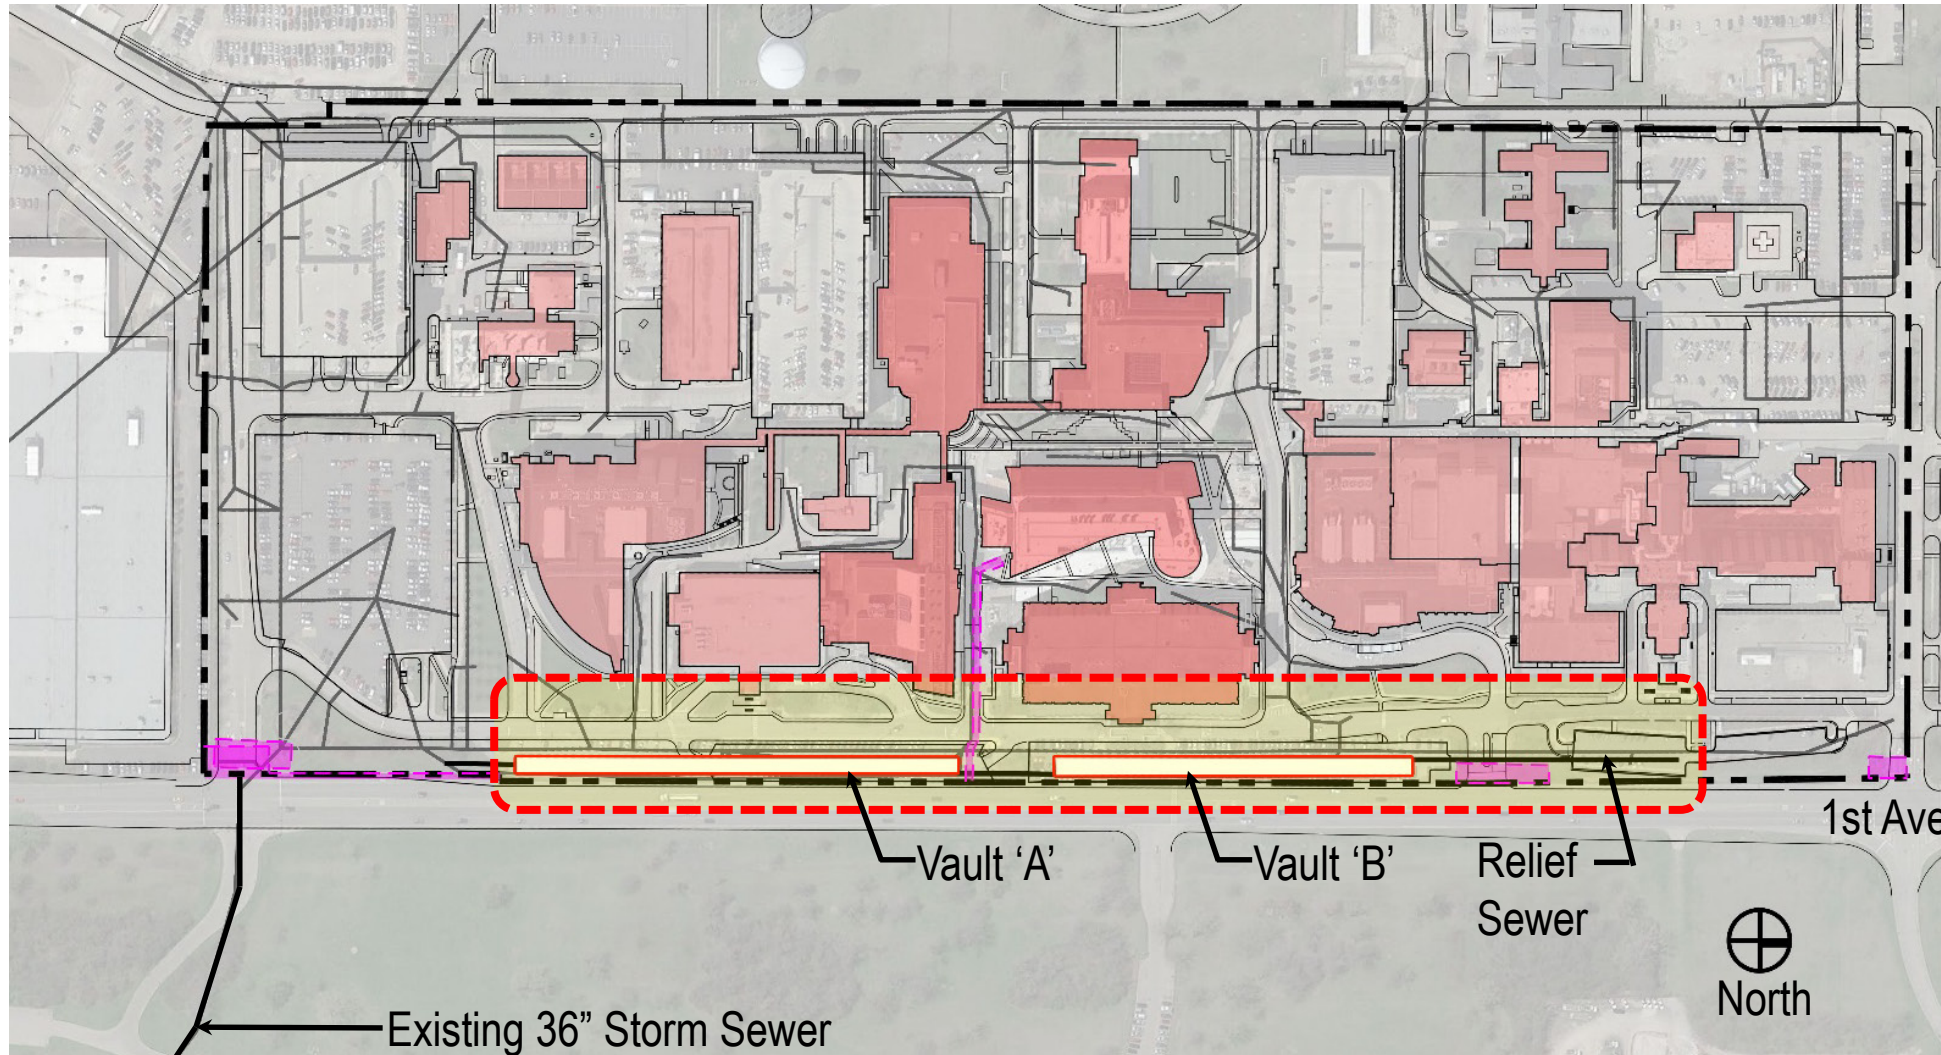 1st Ave
Vault ‘A’
Vault ‘B’
Relief
Sewer
North
Existing 36” Storm Sewer